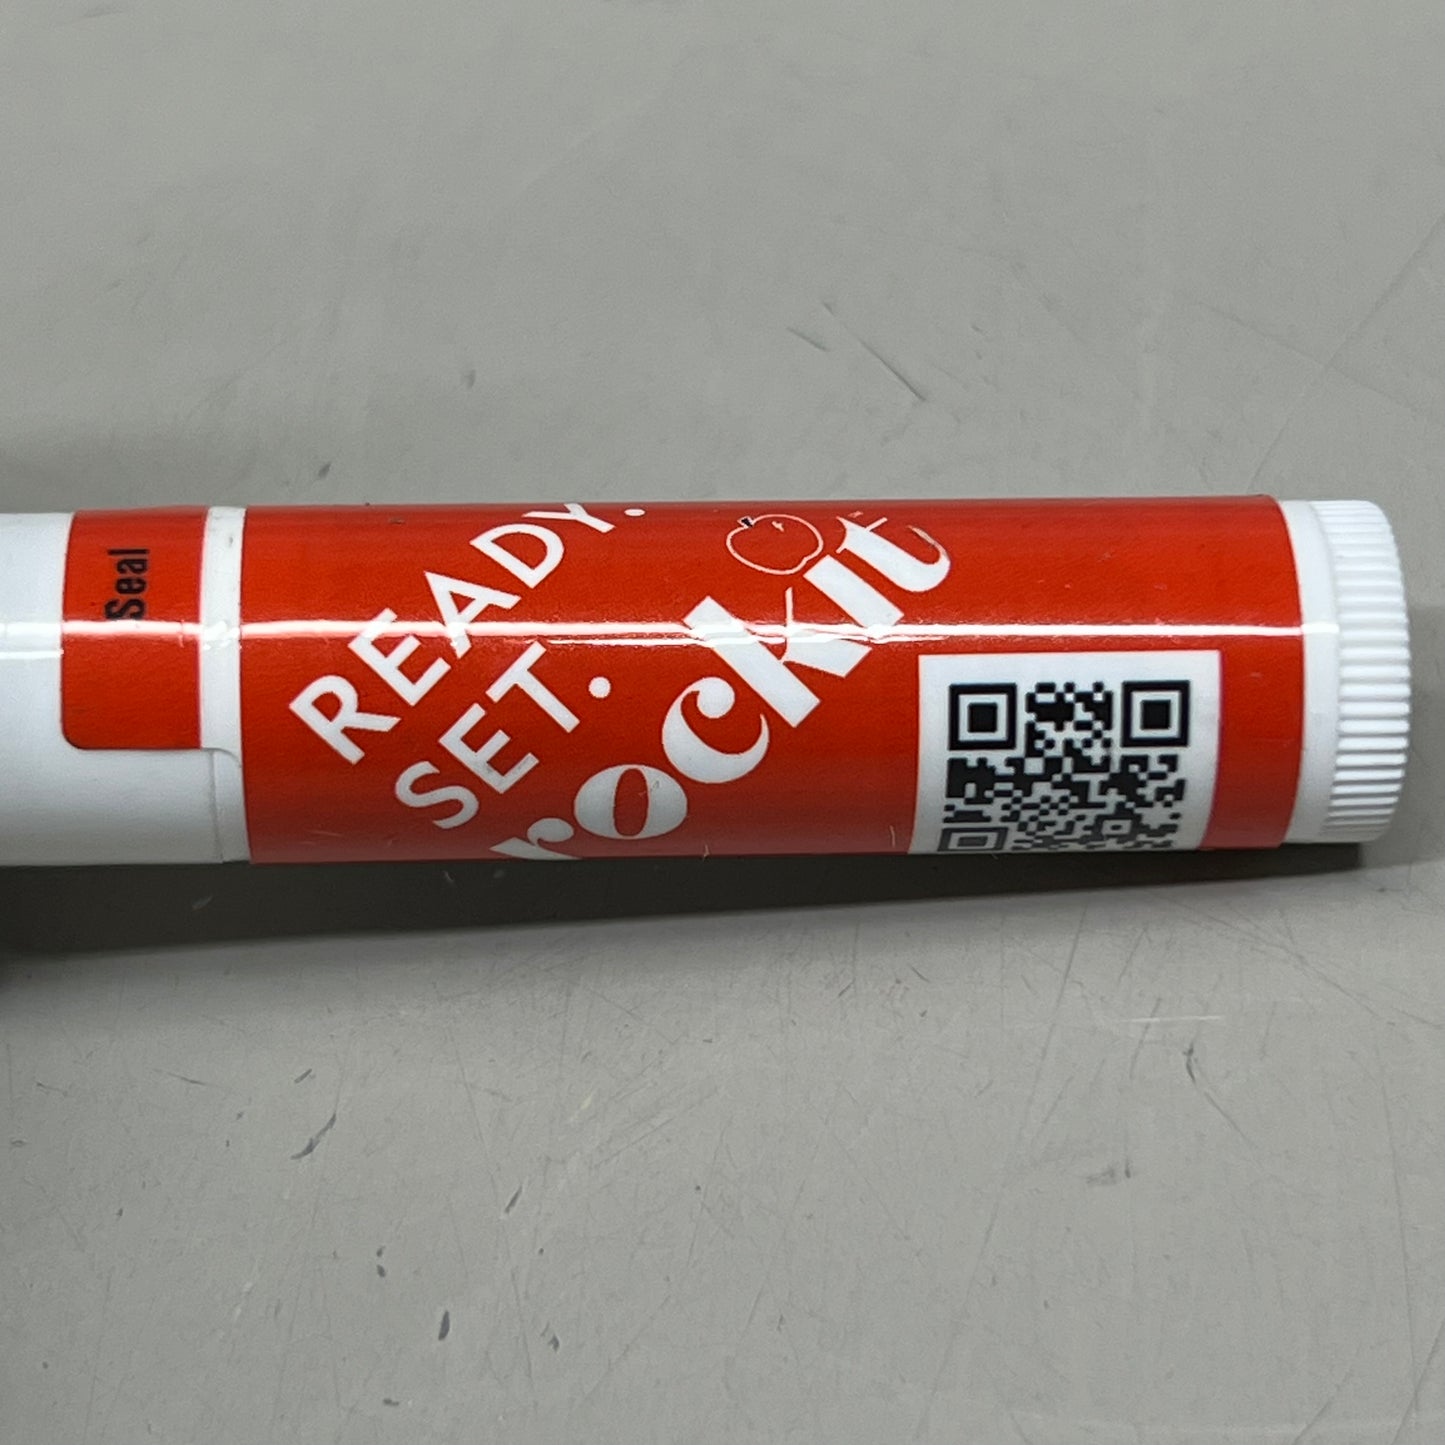 Seal
READY.
SET.
rockit